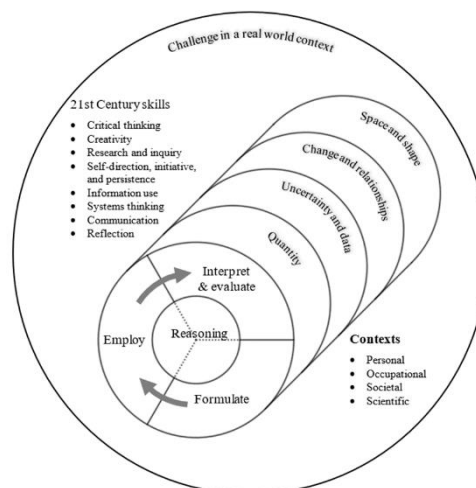 Challenge in a real world context
21st Century skills
• Critical thinking
• Creativity
• Research and inquiry
• Self-direction, initiative,
and persistence
• Information use
• Systems thinking
• Communication
• Reflection
Space and shape
Change and relationships
Uncertainty and data
Quantity
Interpret
& evaluate
Employ
Reasoning
Formulate
Contexts
• Personal
• Occupational
• Societal
• Scientific